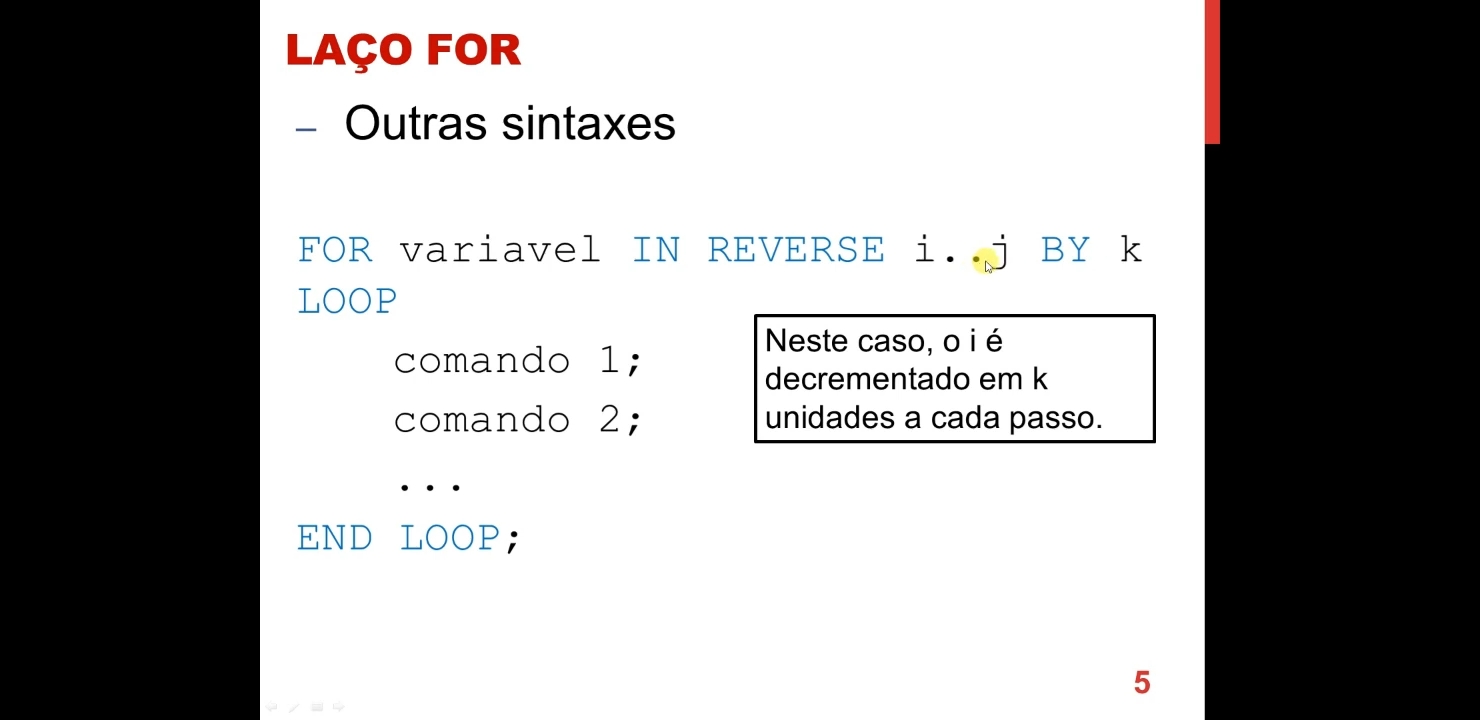 LAÇO FOR
– Outras sintaxes
FOR variavel IN REVERSE i..j BY k
LOOP
comando 1;
comando 2;
...
END LOOP;
Neste caso, o i é
decrementado em k
unidades a cada passo.
5